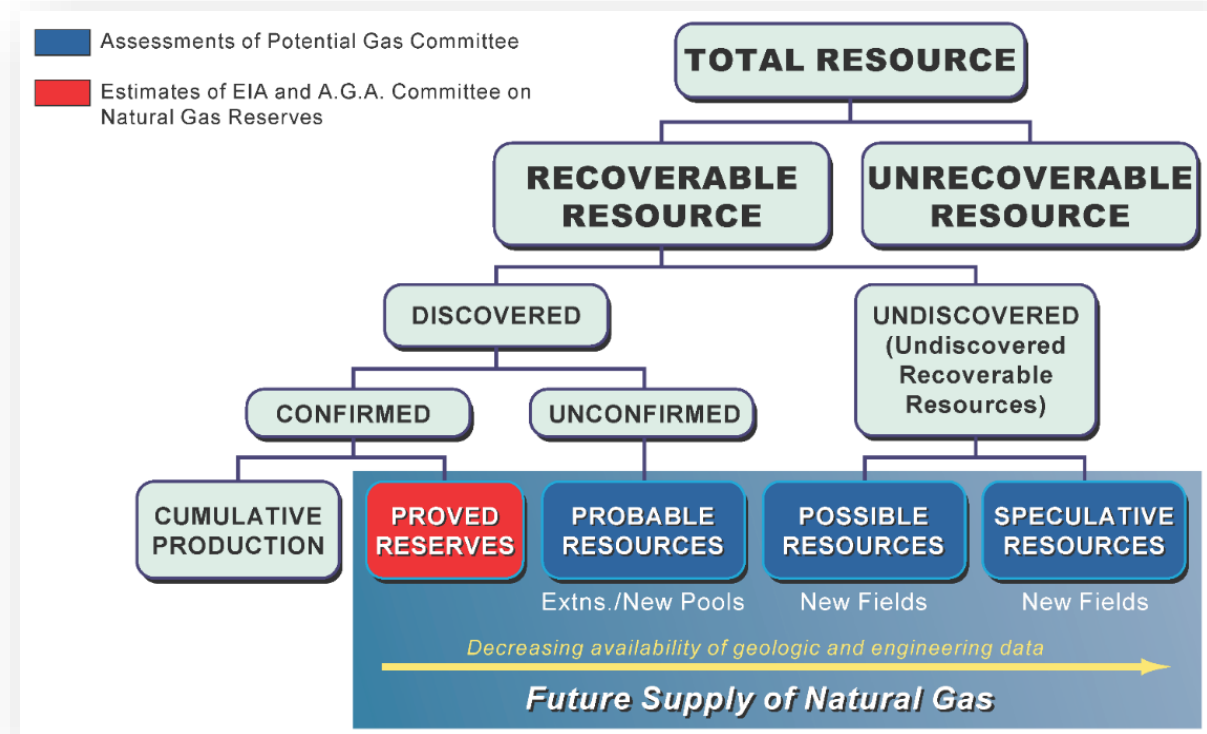 Assessments of Potential Gas Committee
Estimates of EIA and A.G.A. Committee on
Natural Gas Reserves
TOTAL RESOURCE
RECOVERABLE
RESOURCE
UNRECOVERABLE
RESOURCE
DISCOVERED
UNDISCOVERED
(Undiscovered
Recoverable
Resources)
CONFIRMED
UNCONFIRMED
CUMULATIVE
PRODUCTION
PROVED
RESERVES
PROBABLE
RESOURCES
POSSIBLE
RESOURCES
SPECULATIVE
RESOURCES
Extns./New Pools
New Fields
New Fields
Decreasing availability of geologic and engineering data
Future Supply of Natural Gas